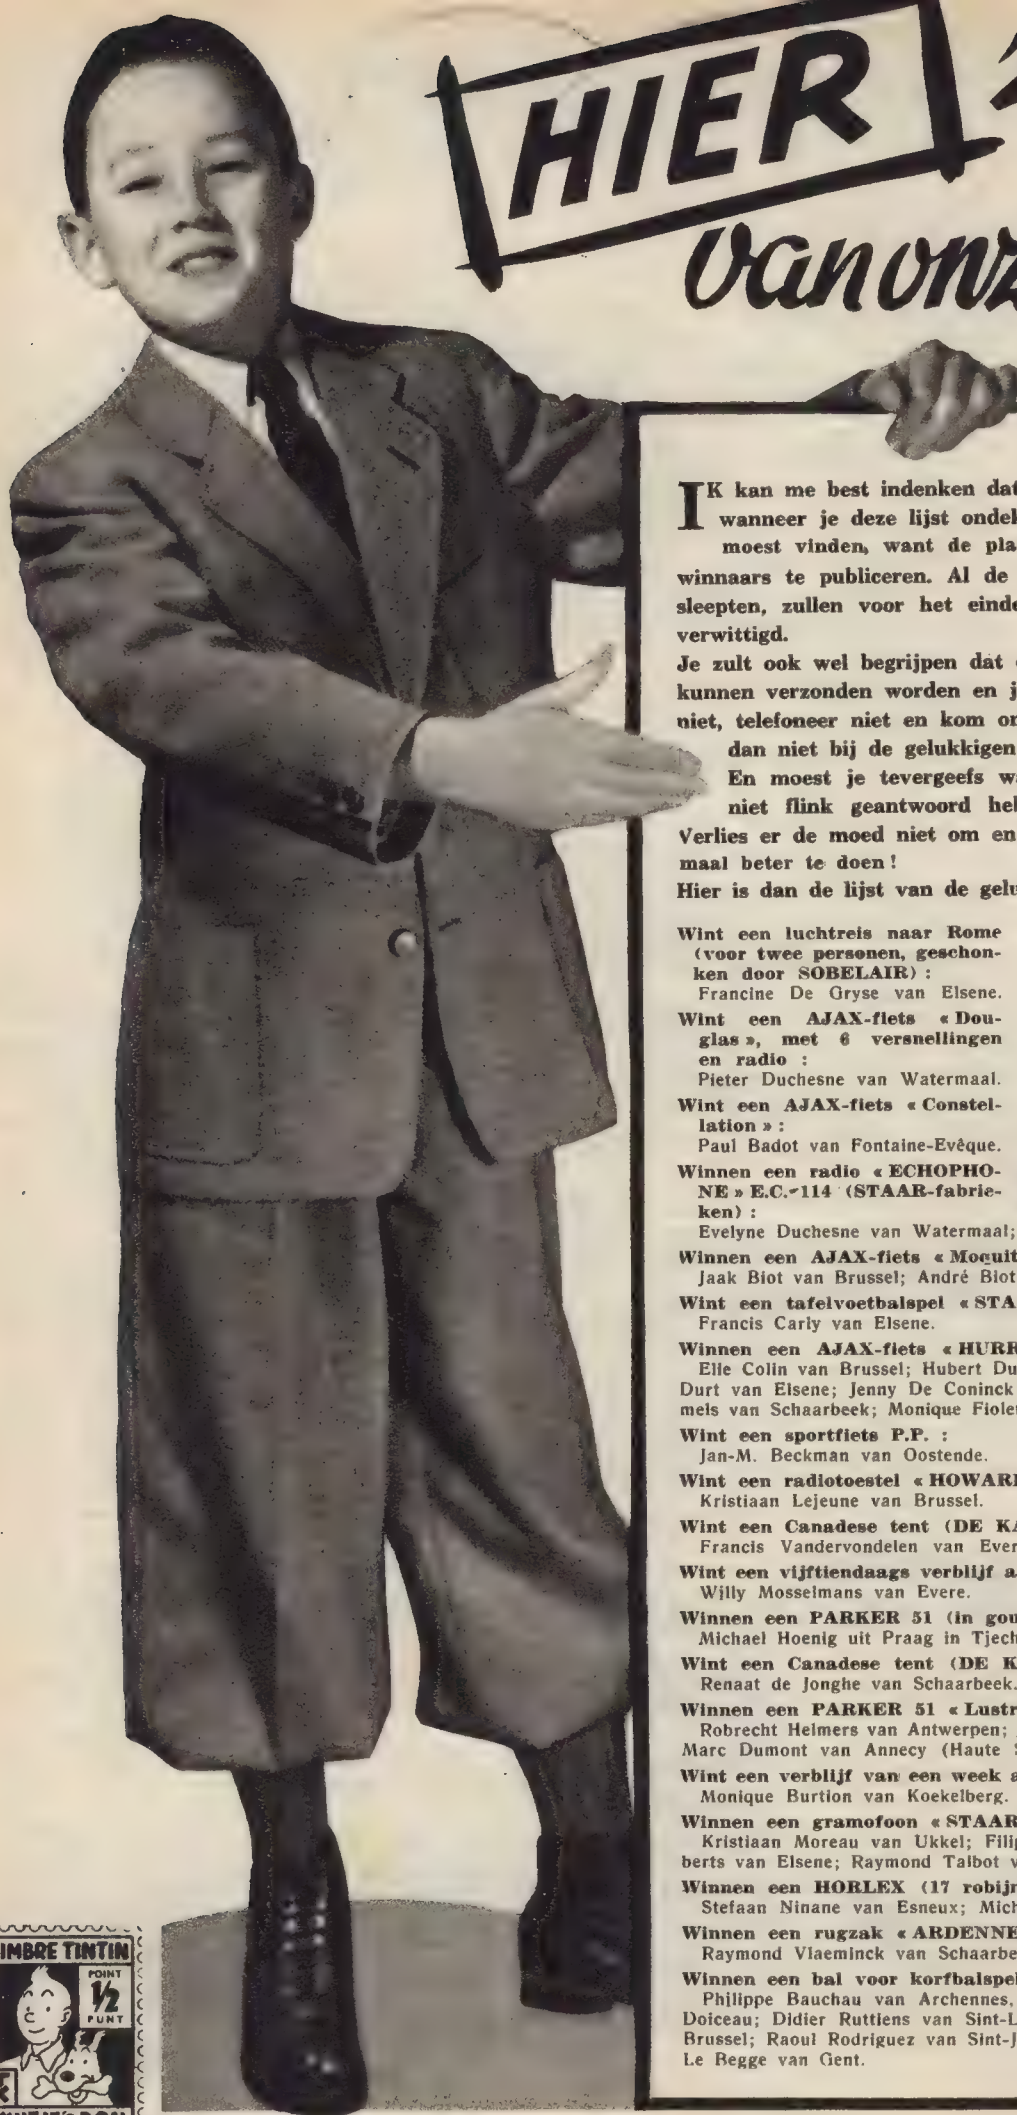 HIER
van onz
IK kan me best indenken dat
wanneer je deze lijst ondek
moest vinden, want de pla
winnaars te publiceren. Al de
sleepten, zullen voor het einde
verwittigd.
Je zult ook wel begrijpen dat
kunnen verzonden worden en j
niet, telefoneer niet en kom on
dan niet bij de gelukkigen
En moest je tevergeefs wa
niet flink geantwoord heb
Verlies er de moed niet om en
maal beter te doen !
Hier is dan de lijst van de gelu
Wint een luchtreis naar Rome
(voor twee personen, geschon-
ken door SOBELAIR) :
Francine De Gryse van Elsene.
Wint een AJAX-fiets « Dou-
glas », met 6 versnellingen
en radio :
Pieter Duchesne van Watermaal.
Wint een AJAX-fiets « Constel-
lation » :
Paul Badot van Fontaine-Evêque.
Winnen een radio « ECHOPHO-
NE » E.C.-114 (STAAR-fabrie-
ken) :
Evelyne Duchesne van Watermaal;
Winnen een AJAX-fiets « Moquit
Jaak Biot van Brussel; André Biot
Wint een tafelvoetbalspel « STA
Francis Carly van Elsene.
Winnen een AJAX-fiets « HURR
Elie Colin van Brussel; Hubert Du
Durt van Elsene; Jenny De Coninck
mels van Schaarbeek; Monique Fiole
Wint een sportfiets P.P. :
Jan-M. Beckman van Oostende.
Wint een radiotoestel « HOWARD
Kristiaan Lejeune van Brussel.
Wint een Canadese tent (DE KA
Francis Vandervondelen van Ever
Wint een vijftiendaags verblijf a
Willy Mosselmans van Evere.
Winnen een PARKER 51 (in gou
Michael Hoenig uit Praag in Tjech
Wint een Canadese tent (DE K
Renaat de Jonghe van Schaarbeek.
Winnen een PARKER 51 « Lustr
Robrecht Helmers van Antwerpen;
Marc Dumont van Annecy (Haute S
Wint een verblijf van een week a
Monique Burtion van Koekelberg.
Winnen een gramofoon « STAAR
Kristiaan Moreau van Ukkel; Filip
berts van Elsene; Raymond Talbot v
Winnen een HORLEX (17 robijn
Stefaan Ninane van Esneux; Mich
Winnen een rugzak « ARDENNE
Raymond Vlaeminck van Schaarbe
Winnen een bal voor korfbalspel
Philippe Bauchau van Archennes,
Doiceau; Didier Ruttiens van Sint-L
Brussel; Raoul Rodriguez van Sint-J
Le Begge van Gent.
IMBRE TINTIN
POINT
1/2
PUNT